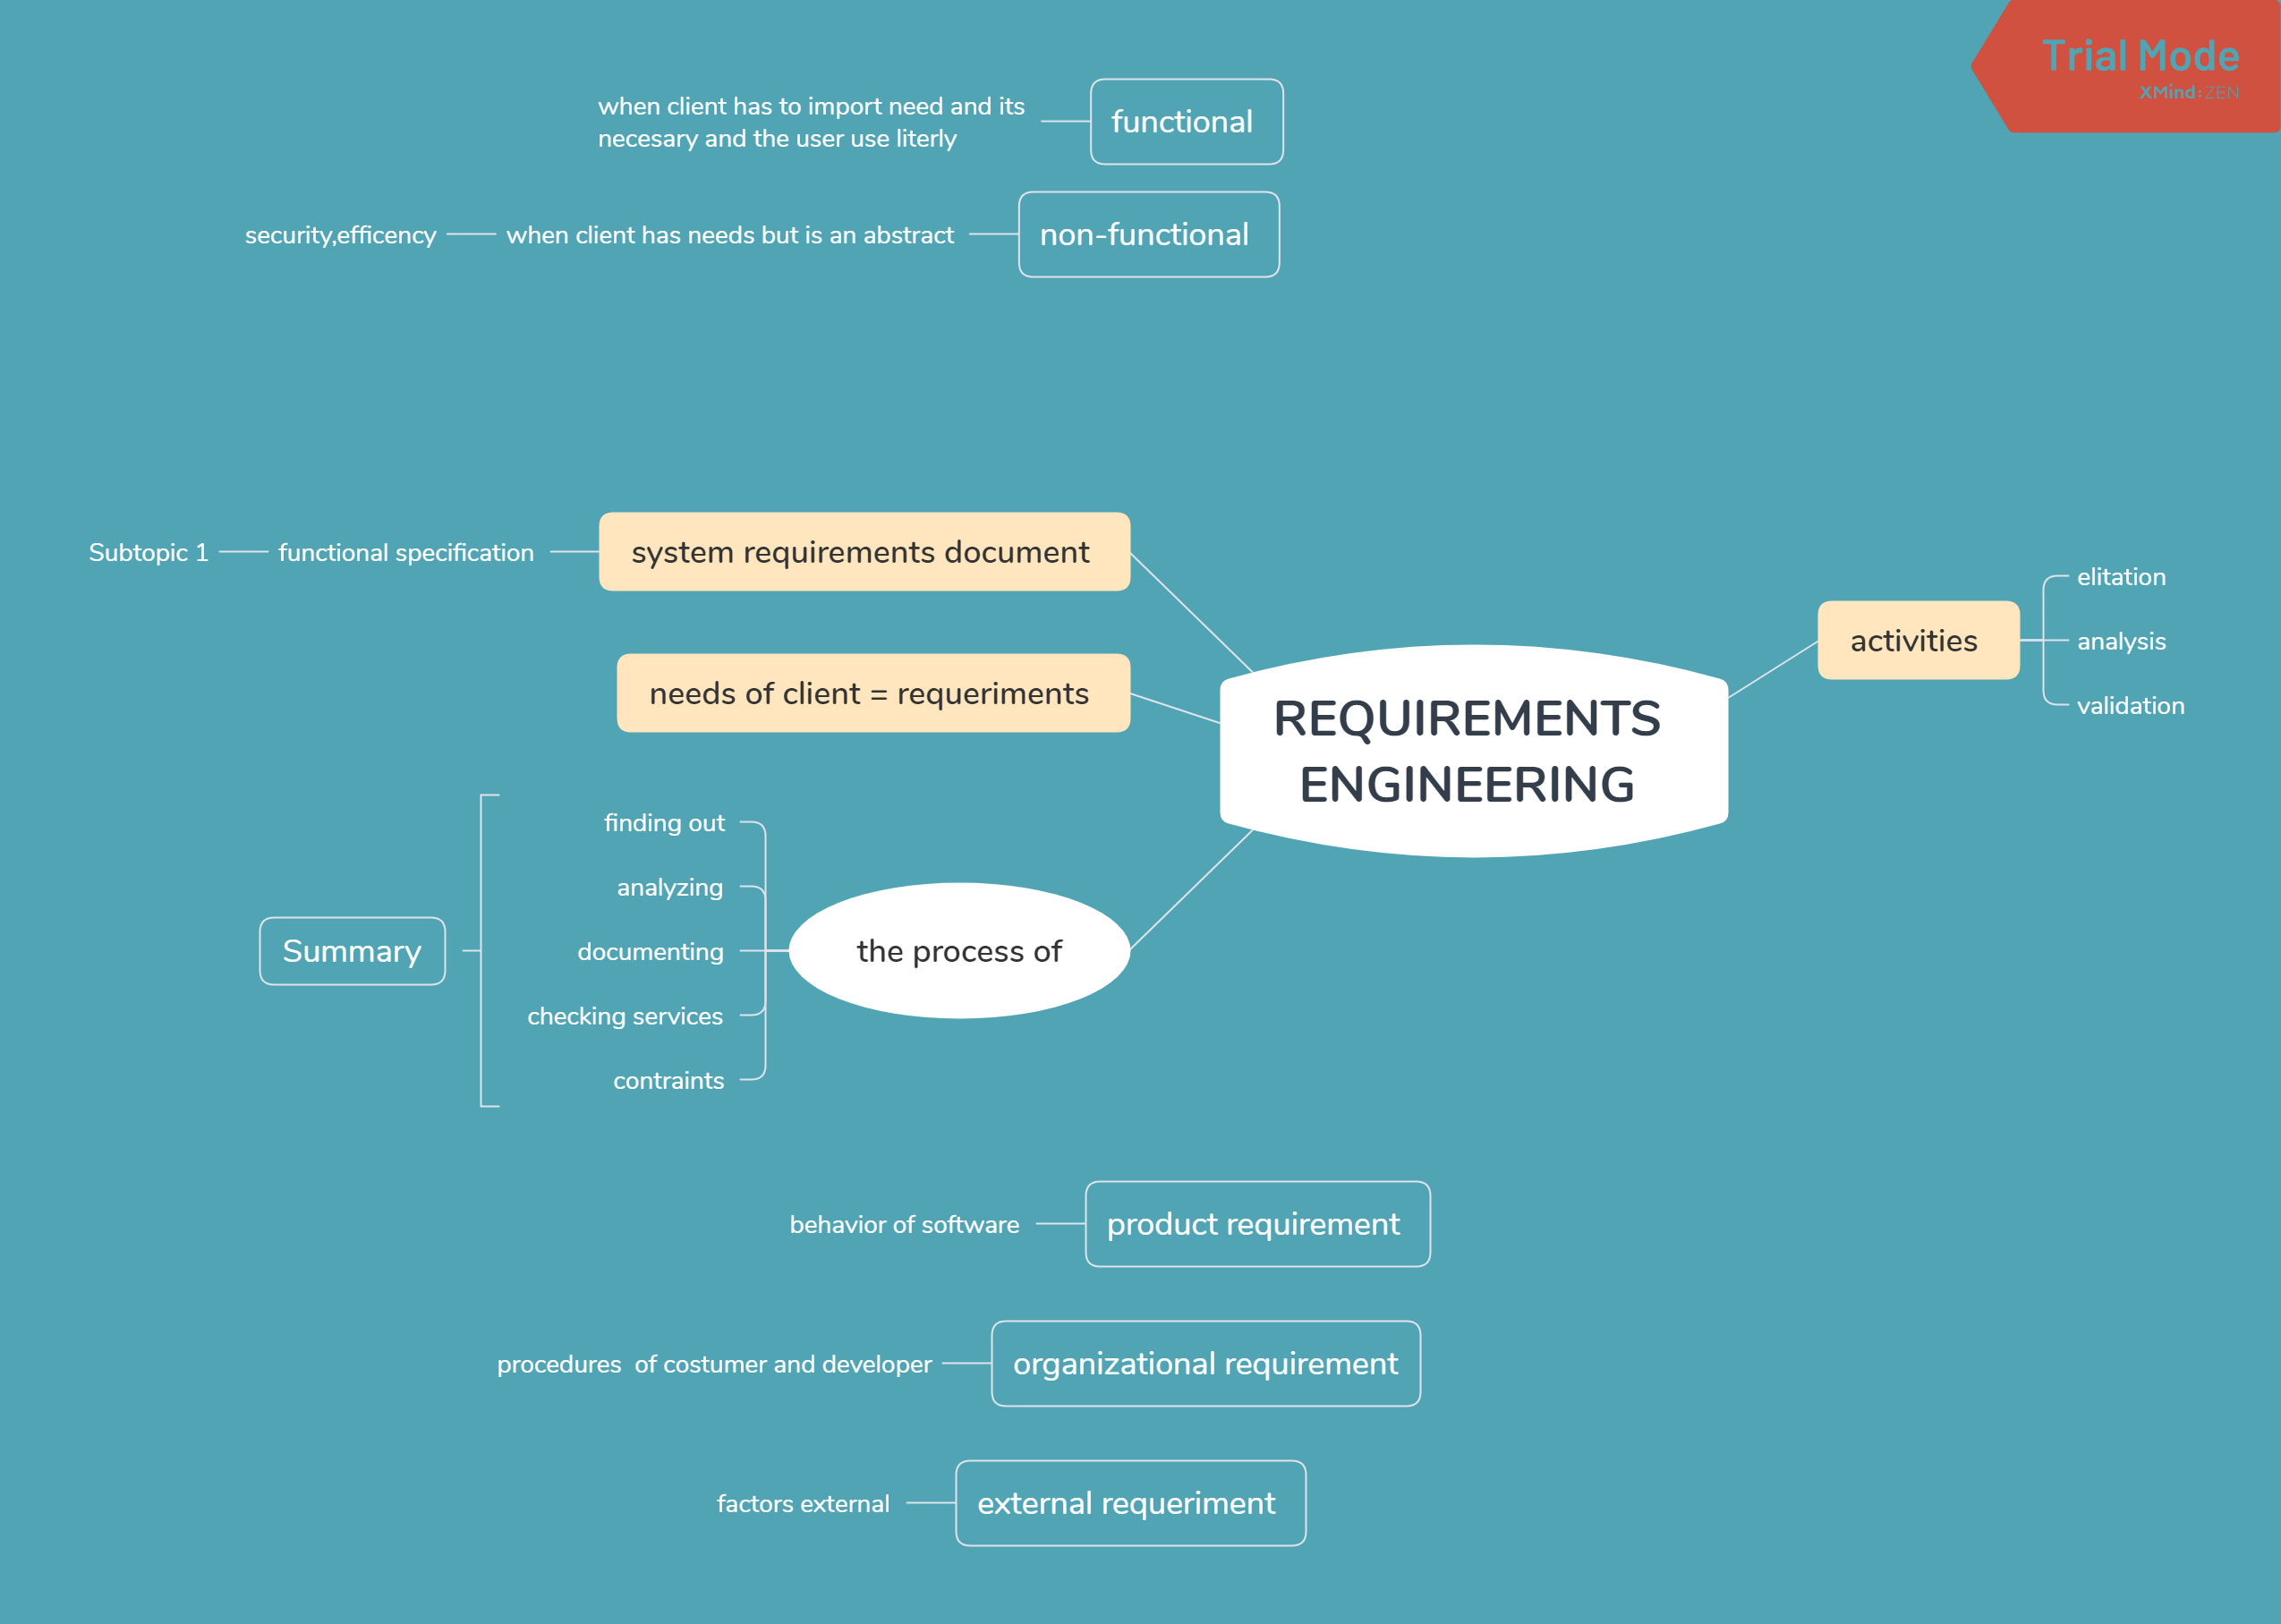 Trial Mode
XMind:ZEN
when client has to import need and its
necesary and the user use literly
functional
security,efficency
when client has needs but is an abstract
non-functional
Subtopic 1
functional specification
system requirements document
needs of client = requeriments
REQUIREMENTS
ENGINEERING
activities
elitation
analysis
validation
finding out
analyzing
documenting
checking services
contraints
Summary
the process of
behavior of software
product requirement
procedures  of costumer and developer
organizational requirement
factors external
external requeriment